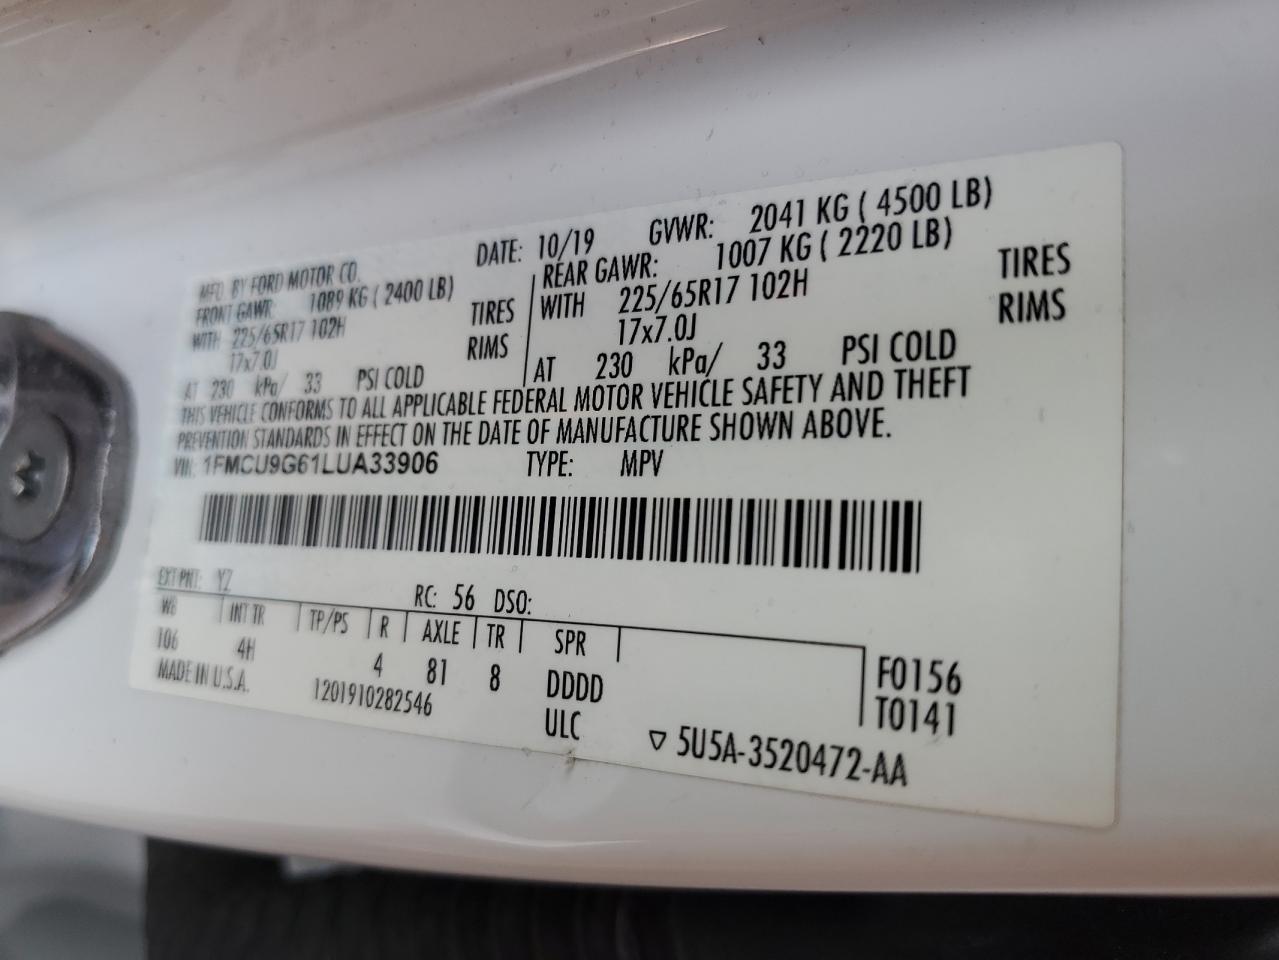 MFD. BY FORD MOTOR CO. DATE: 10/19 GVWR: 2041 KG ( 4500 LB)
FRONT GAWR: 1089 KG ( 2400 LB) REAR GAWR: 1007 KG ( 2220 LB)
WITH 225/65R17 102H TIRES WITH 225/65R17 102H TIRES
17x7.0J RIMS 17x7.0J RIMS
AT 230 kPa/ 33 PSI COLD AT 230 kPa/ 33 PSI COLD
THIS VEHICLE CONFORMS TO ALL APPLICABLE FEDERAL MOTOR VEHICLE SAFETY AND THEFT
PREVENTION STANDARDS IN EFFECT ON THE DATE OF MANUFACTURE SHOWN ABOVE.
VIN: 1FMCU9G61LUA33906 TYPE: MPV
EXT PNT: YZ RC: 56 DSO:
WB INT TR TP/PS R AXLE TR SPR
106 4H 4 81 8 DDDD F0156
MADE IN U.S.A. 1201910282546 ULC T0141
▽ 5U5A-3520472-AA